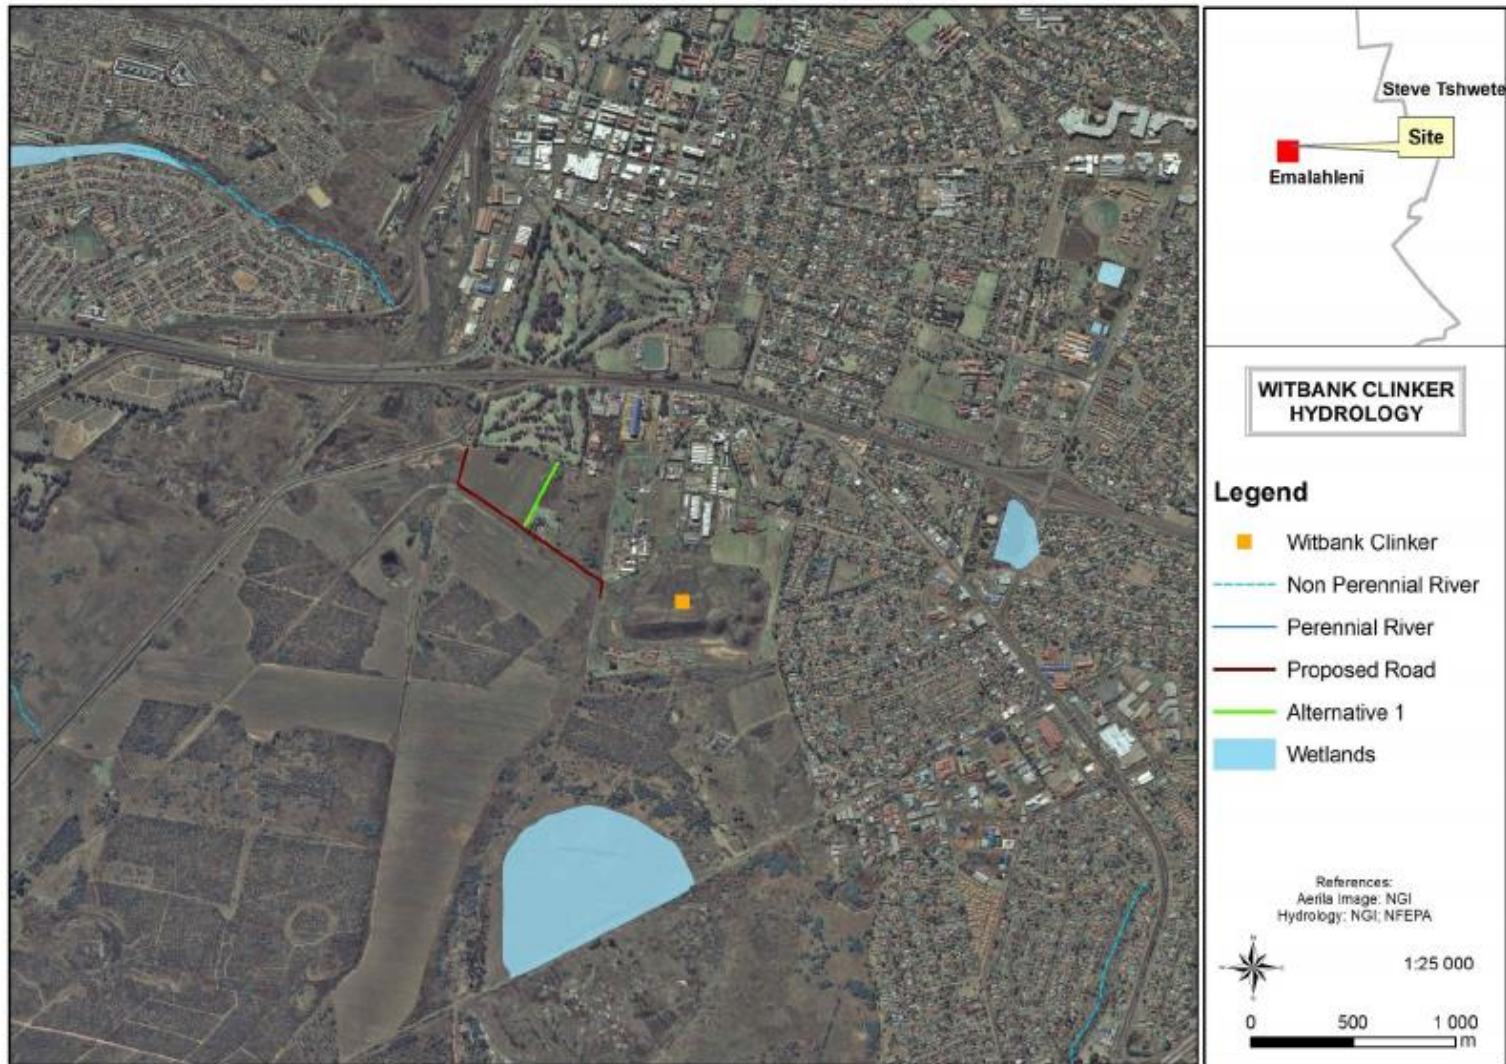 Steve Tshwete
Site
Emalahleni
WITBANK CLINKER
HYDROLOGY
Legend
Witbank Clinker
Non Perennial River
Perennial River
Proposed Road
Alternative 1
Wetlands
References:
Aerila Image: NGI
Hydrology: NGI; NFEPA
N
1:25 000
0 500 1 000
m